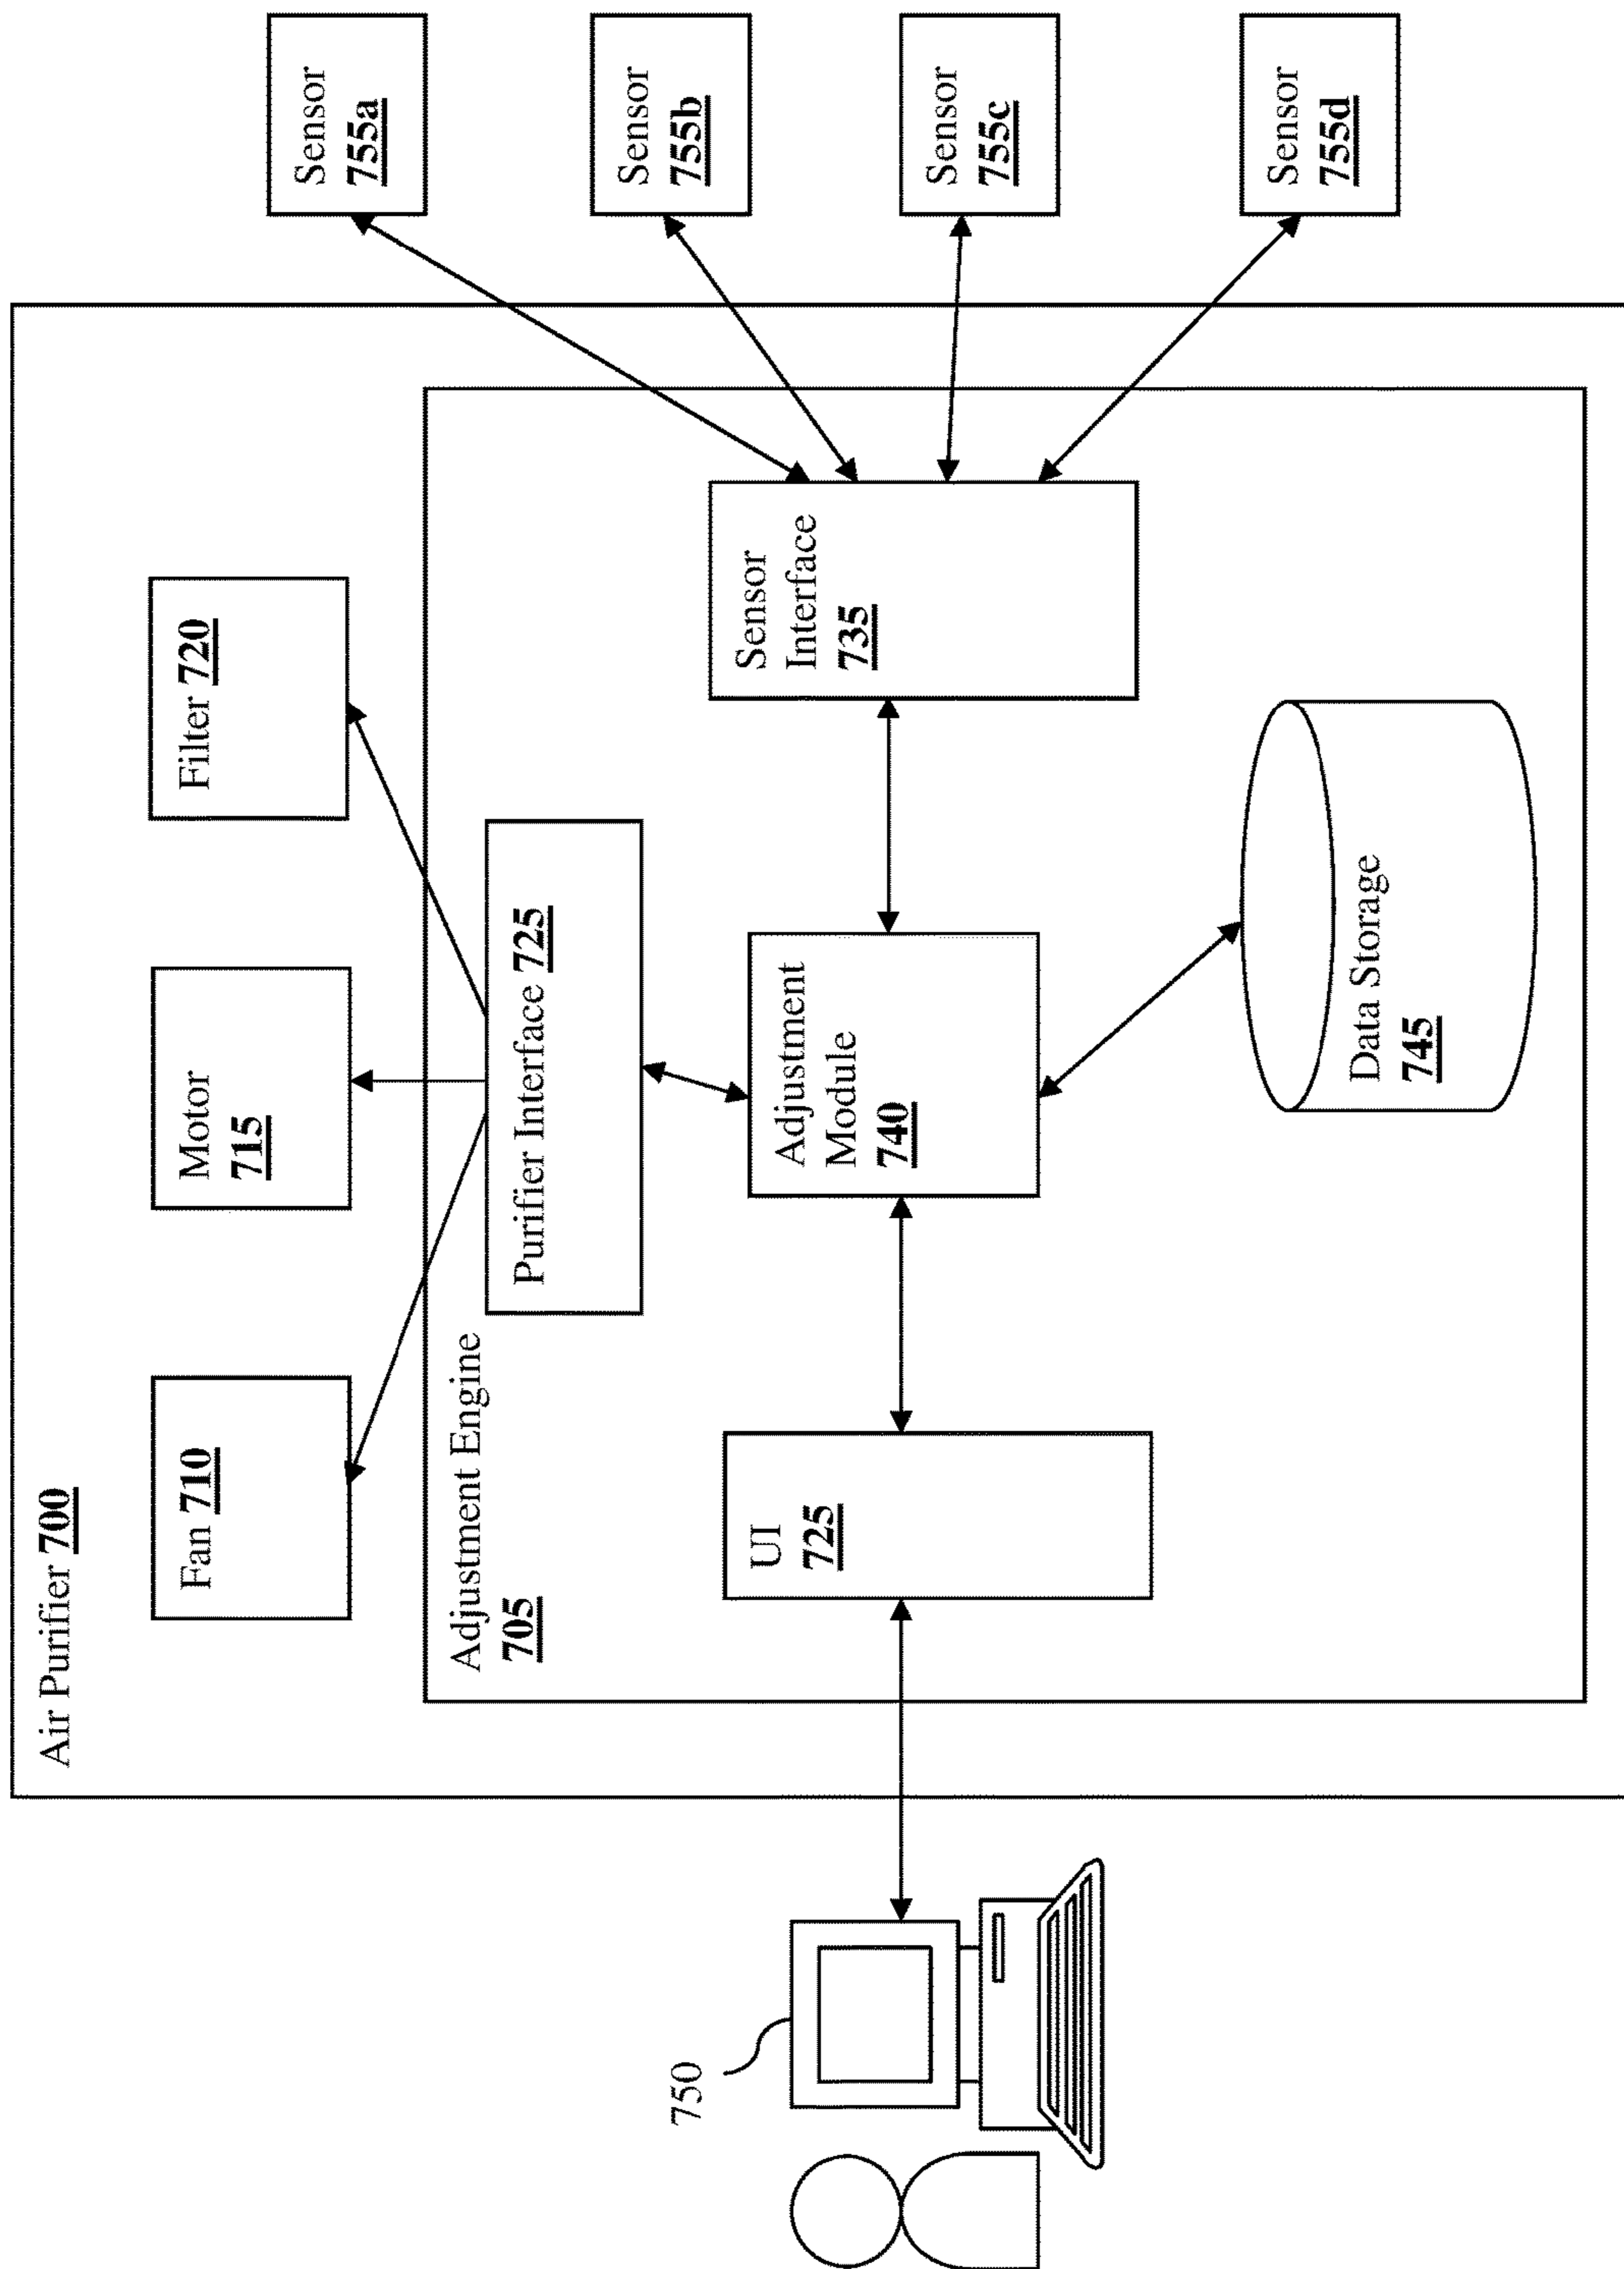 Air Purifier 700
Fan 710
Motor
715
Filter 720
Adjustment Engine
705
Purifier Interface 725
UI
725
Adjustment
Module
740
Sensor
Interface
735
Data Storage
745
750
Sensor
755a
Sensor
755b
Sensor
755c
Sensor
755d